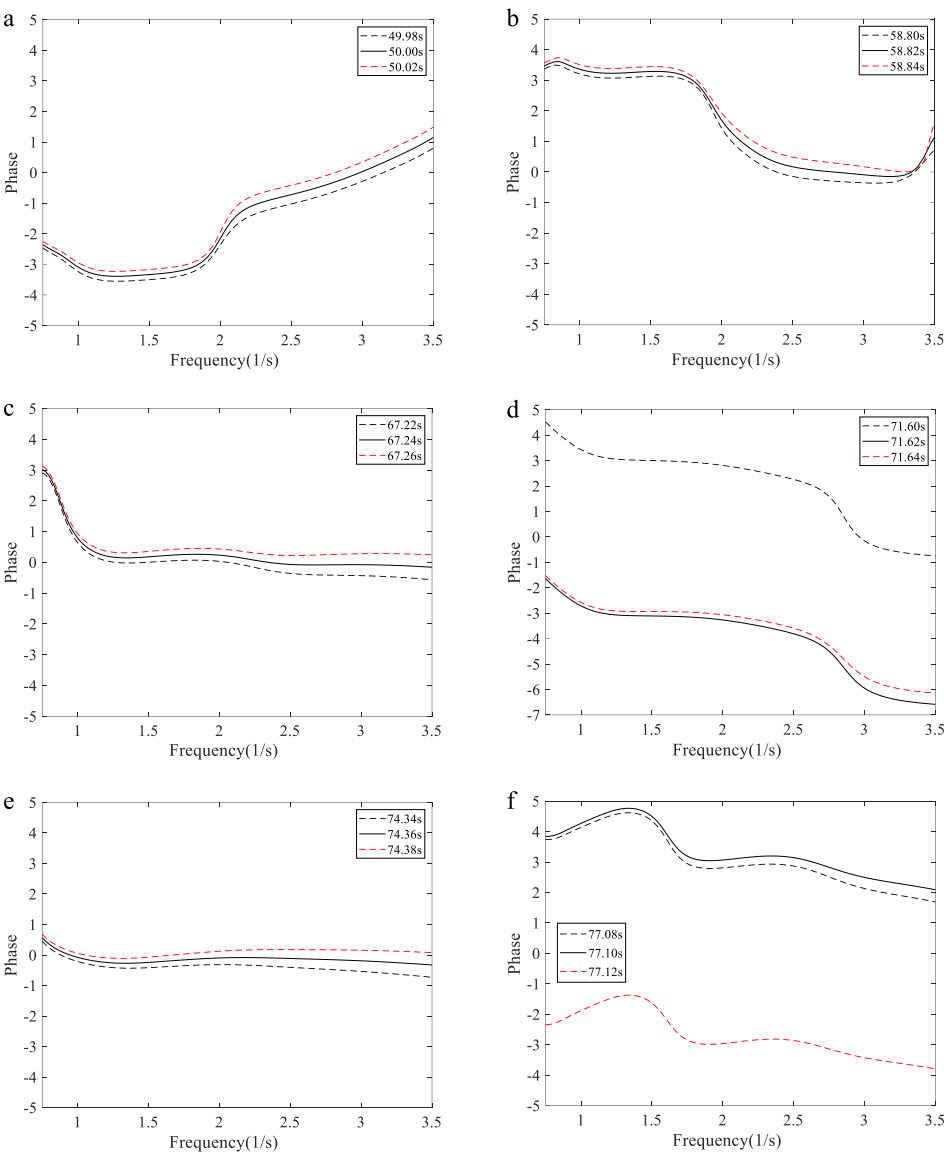 a
5
4
3
2
1
0
-1
-2
-3
-4
-5
Phase
1
1.5
2
2.5
3
3.5
Frequency(1/s)
49.98s
50.00s
50.02s
b
5
4
3
2
1
0
-1
-2
-3
-4
-5
Phase
1
1.5
2
2.5
3
3.5
Frequency(1/s)
58.80s
58.82s
58.84s
c
5
4
3
2
1
0
-1
-2
-3
-4
-5
Phase
1
1.5
2
2.5
3
3.5
Frequency(1/s)
67.22s
67.24s
67.26s
d
5
4
3
2
1
0
-1
-2
-3
-4
-5
-6
-7
Phase
1
1.5
2
2.5
3
3.5
Frequency(1/s)
71.60s
71.62s
71.64s
e
5
4
3
2
1
0
-1
-2
-3
-4
-5
Phase
1
1.5
2
2.5
3
3.5
Frequency(1/s)
74.34s
74.36s
74.38s
f
5
4
3
2
1
0
-1
-2
-3
-4
-5
Phase
1
1.5
2
2.5
3
3.5
Frequency(1/s)
77.08s
77.10s
77.12s